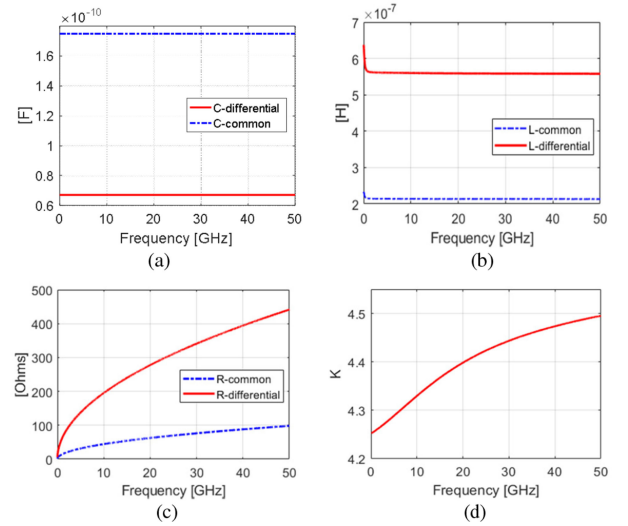 ×10⁻¹⁰
1.6
1.4
1.2
1
0.8
0.6
[F]
C-differential
C-common
0 10 20 30 40 50
Frequency [GHz]
(a)
×10⁻⁷
7
6
5
4
3
2
[H]
L-common
L-differential
0 10 20 30 40 50
Frequency [GHz]
(b)
500
400
300
200
100
0
[Ohms]
R-common
R-differential
0 10 20 30 40 50
Frequency [GHz]
(c)
4.5
4.4
4.3
4.2
K
0 10 20 30 40 50
Frequency [GHz]
(d)